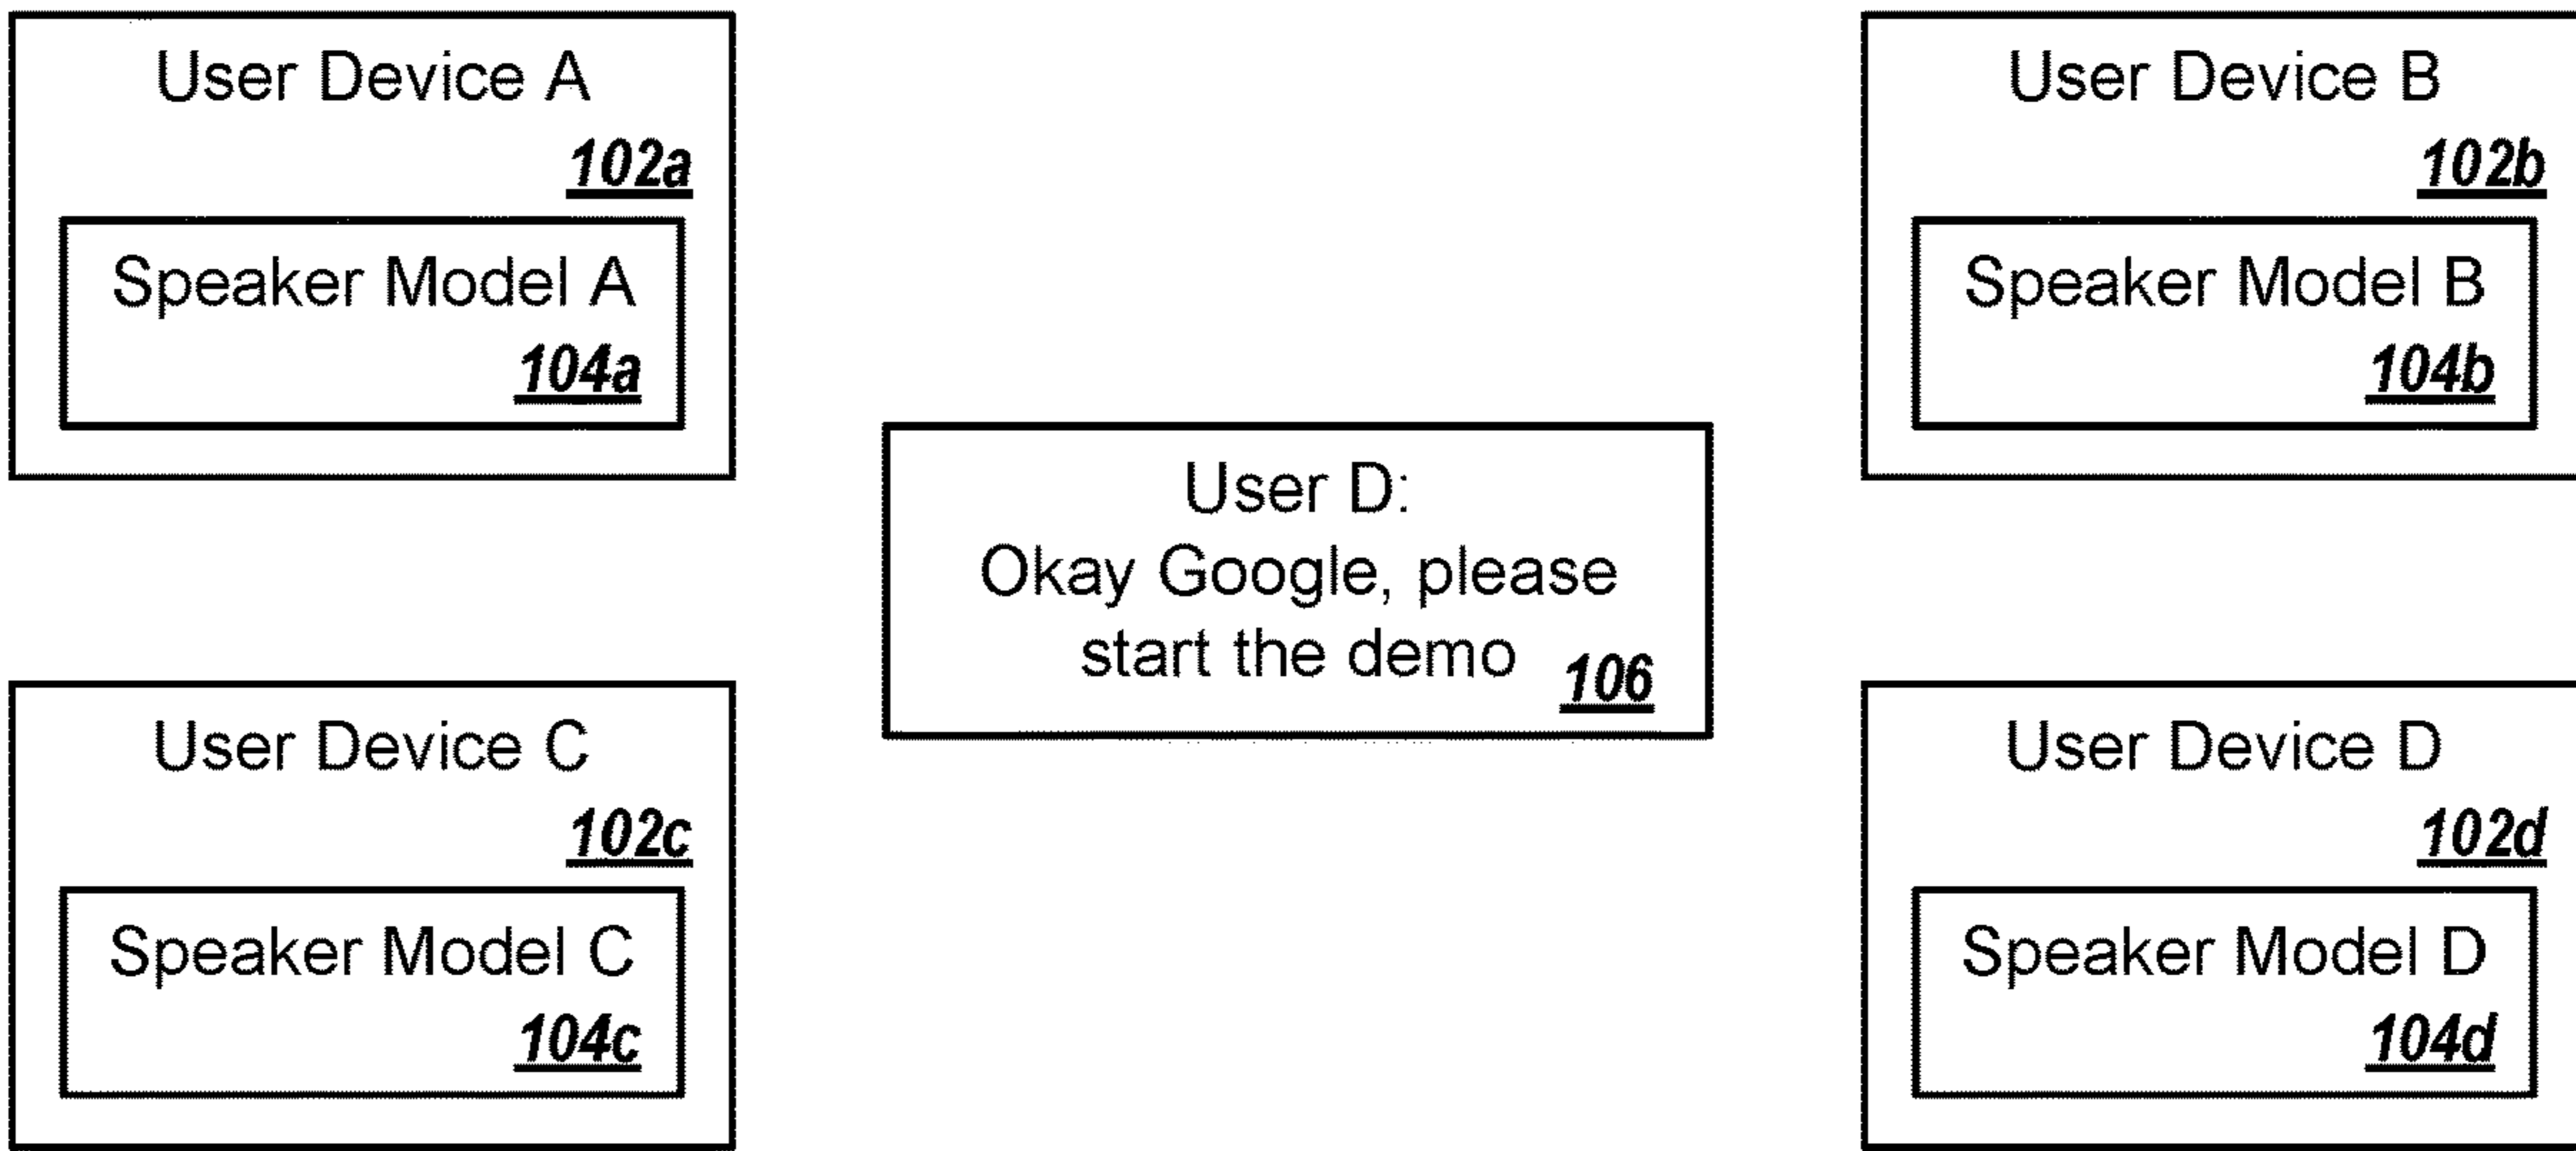 User Device A
102a
Speaker Model A
104a
User Device B
102b
Speaker Model B
104b
User D:
Okay Google, please
start the demo
106
User Device C
102c
Speaker Model C
104c
User Device D
102d
Speaker Model D
104d